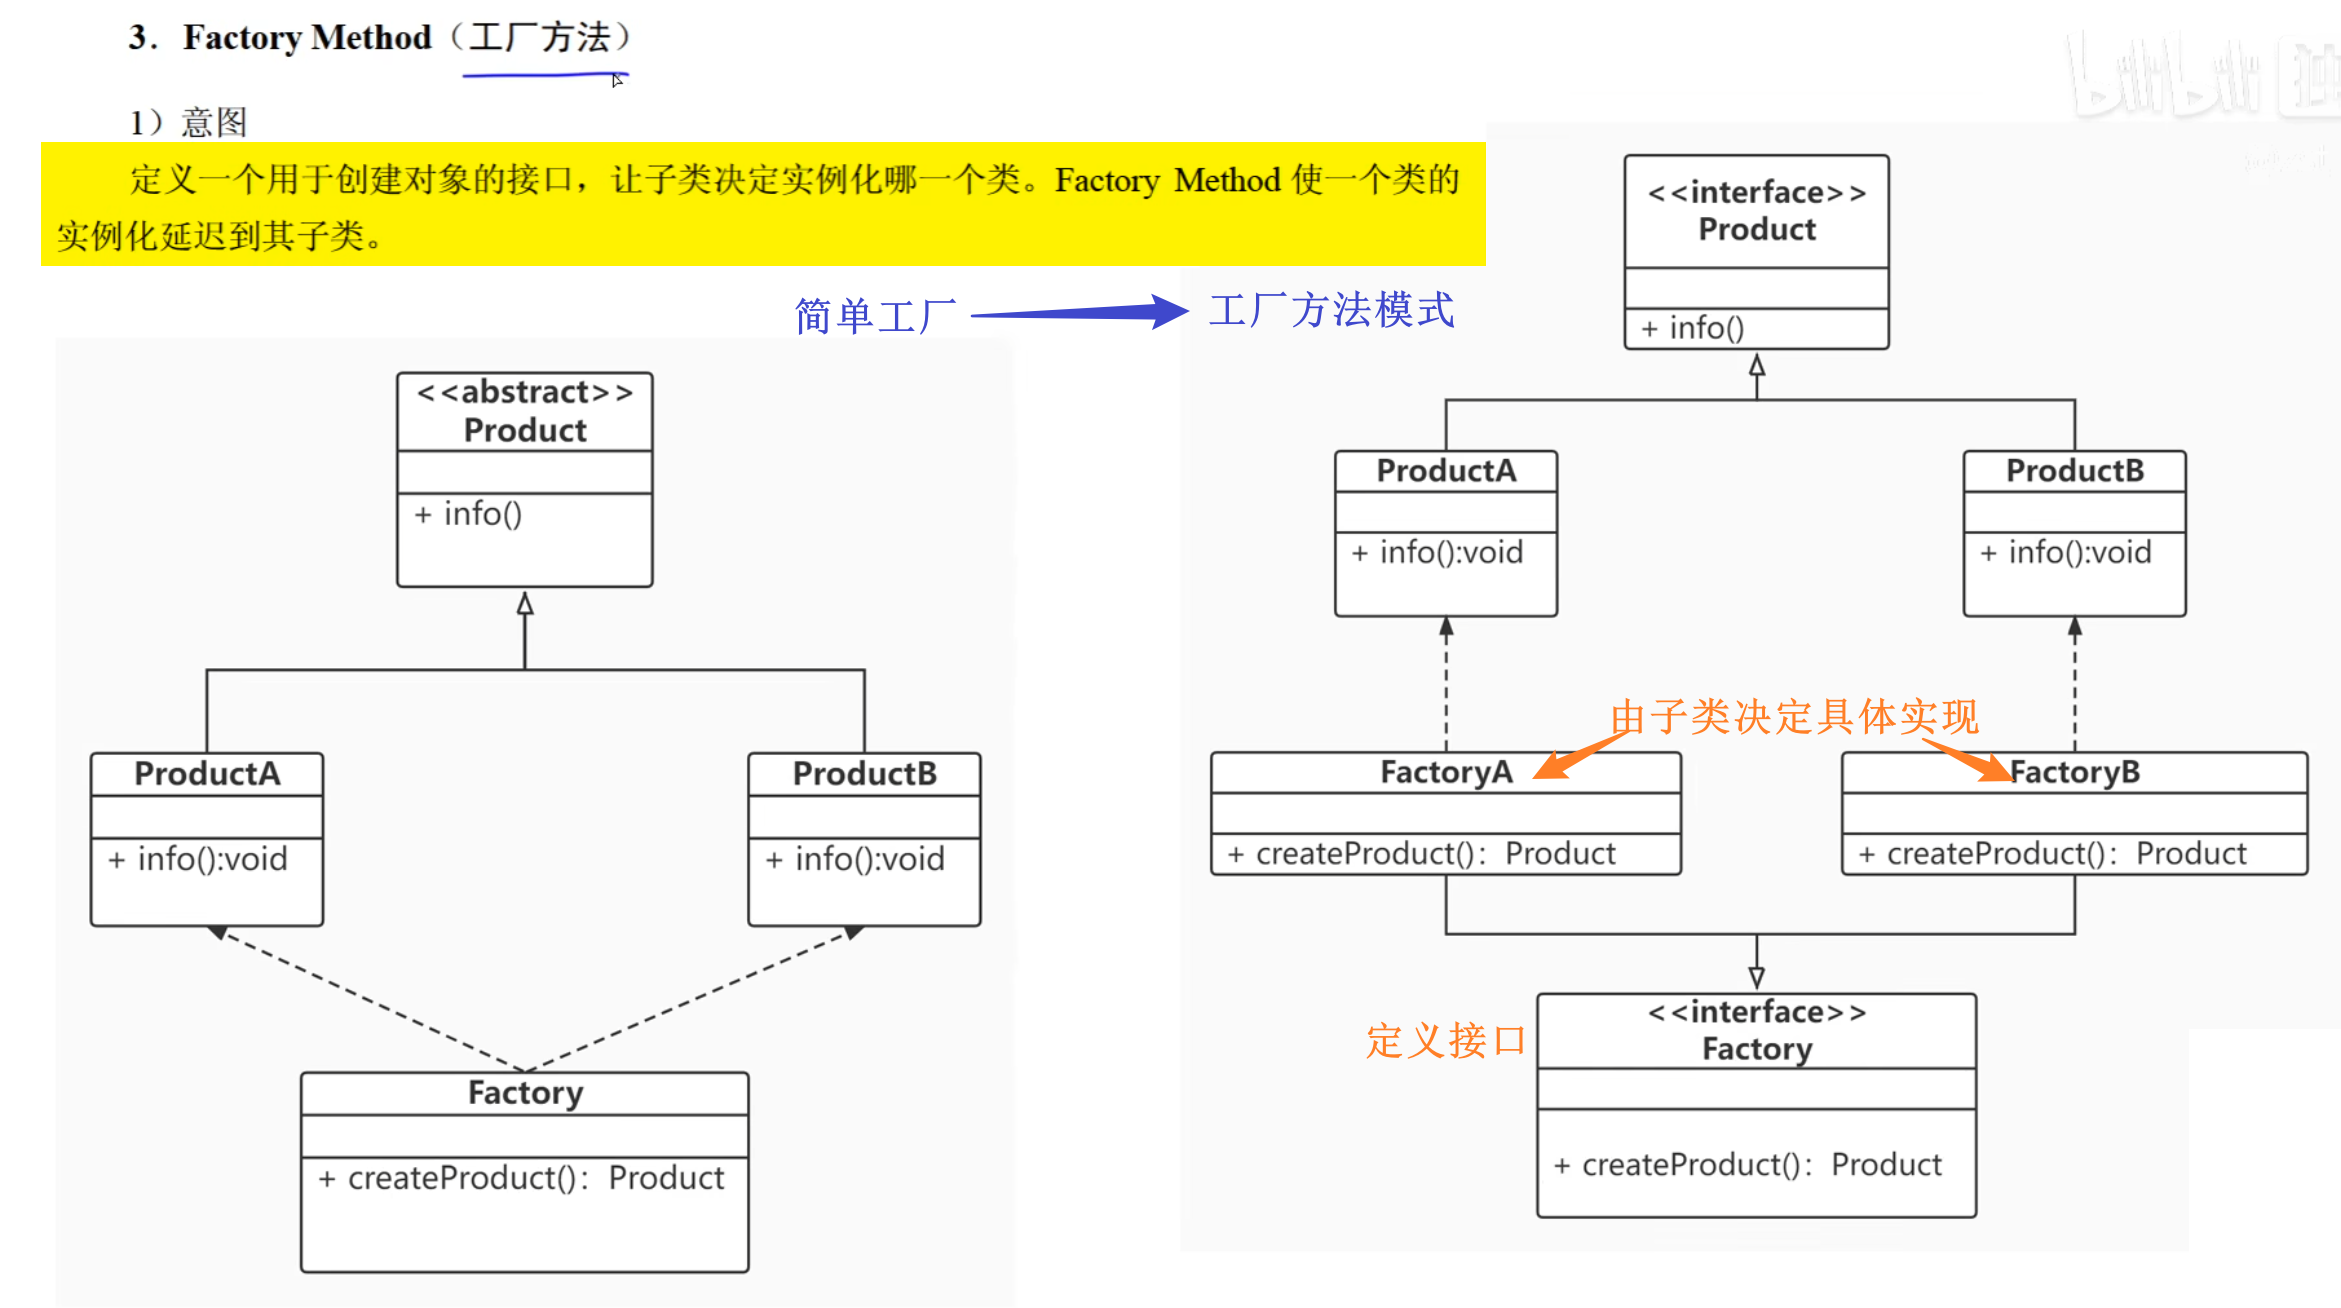 3. Factory Method（工厂方法）
1）意图
定义一个用于创建对象的接口，让子类决定实例化哪一个类。Factory Method 使一个类的
实例化延迟到其子类。
简单工厂
工厂方法模式
<<abstract>>
Product
+ info()
ProductA
+ info():void
ProductB
+ info():void
Factory
+ createProduct()：Product
bilibili
独
<<interface>>
Product
+ info()
ProductA
+ info():void
ProductB
+ info():void
由子类决定具体实现
FactoryA
+ createProduct()：Product
FactoryB
+ createProduct()：Product
定义接口
<<interface>>
Factory
+ createProduct()：Product